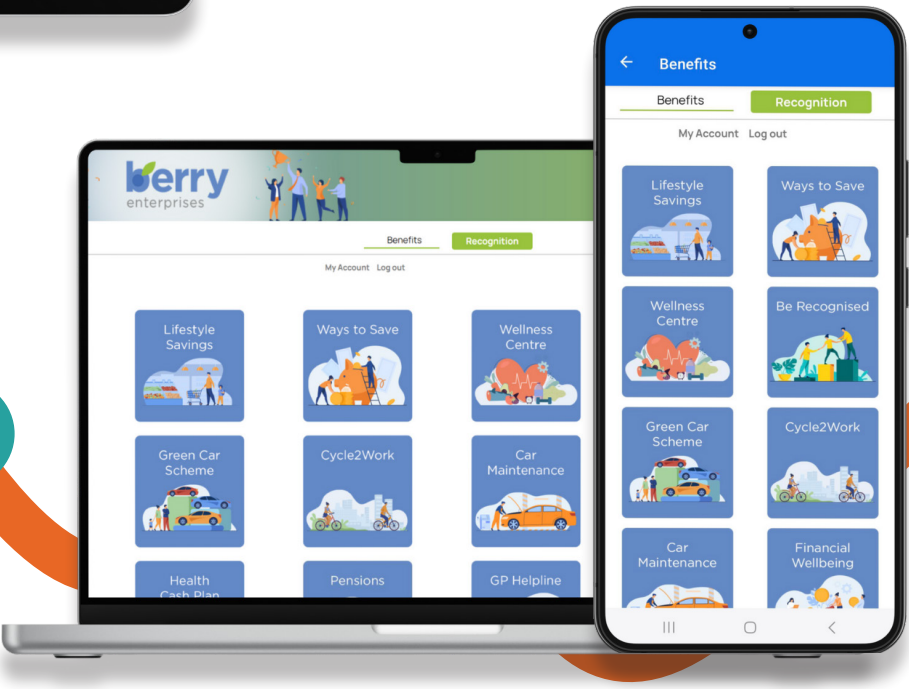 berry
enterprises
Benefits
Recognition
My Account
Log out
Lifestyle
Savings
Ways to Save
Wellness
Centre
Green Car
Scheme
Cycle2Work
Car
Maintenance
Health
Cash Plan
Pensions
GP Helpline
Benefits
Benefits
Recognition
My Account
Log out
Lifestyle
Savings
Ways to Save
Wellness
Centre
Be Recognised
Green Car
Scheme
Cycle2Work
Car
Maintenance
Financial
Wellbeing